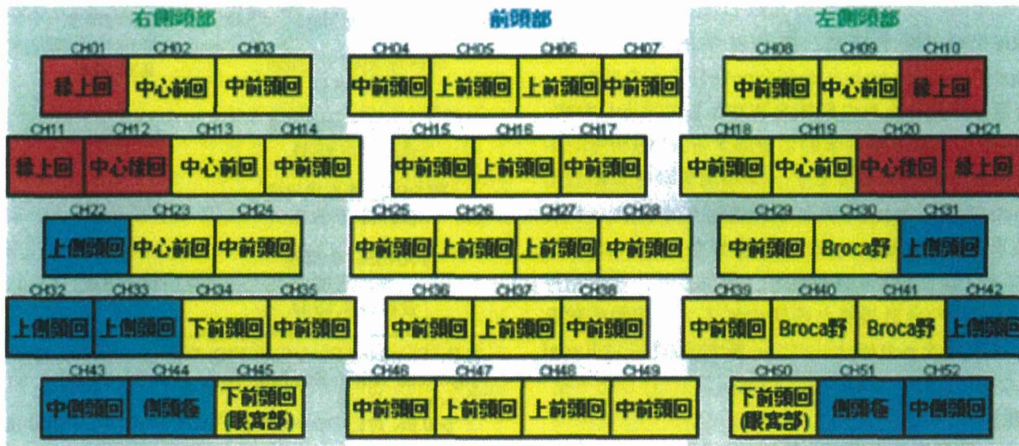 右側頭部 前頭部 左側頭部
CH01 CH02 CH03 CH04 CH05 CH06 CH07 CH08 CH09 CH10
縁上回 中心前回 中前頭回 中前頭回 上前頭回 上前頭回 中前頭回 中前頭回 中心前回 縁上回
CH11 CH12 CH13 CH14 CH15 CH16 CH17 CH18 CH19 CH20 CH21
縁上回 中心後回 中心前回 中前頭回 中前頭回 上前頭回 中前頭回 中前頭回 中心前回 中心後回 縁上回
CH22 CH23 CH24 CH25 CH26 CH27 CH28 CH29 CH30 CH31
上側頭回 中心前回 中前頭回 中前頭回 上前頭回 上前頭回 中前頭回 中前頭回 Broca野 上側頭回
CH32 CH33 CH34 CH35 CH36 CH37 CH38 CH39 CH40 CH41 CH42
上側頭回 上側頭回 下前頭回 中前頭回 中前頭回 上前頭回 中前頭回 中前頭回 Broca野 Broca野 上側頭回
CH43 CH44 CH45 CH46 CH47 CH48 CH49 CH50 CH51 CH52
中側頭回 側頭極 下前頭回 中前頭回 上前頭回 上前頭回 中前頭回 下前頭回 側頭極 中側頭回
(眼窩部) (眼窩部)